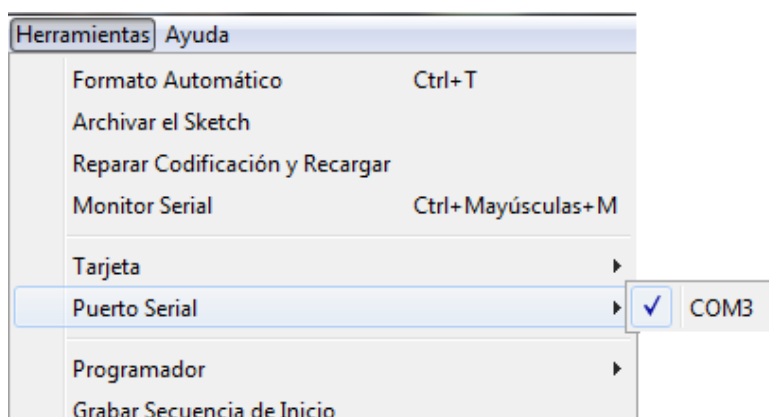 Herramientas Ayuda
Formato Automático Ctrl+T
Archivar el Sketch
Reparar Codificación y Recargar
Monitor Serial Ctrl+Mayúsculas+M
Tarjeta
Puerto Serial COM3
Programador
Grabar Secuencia de Inicio